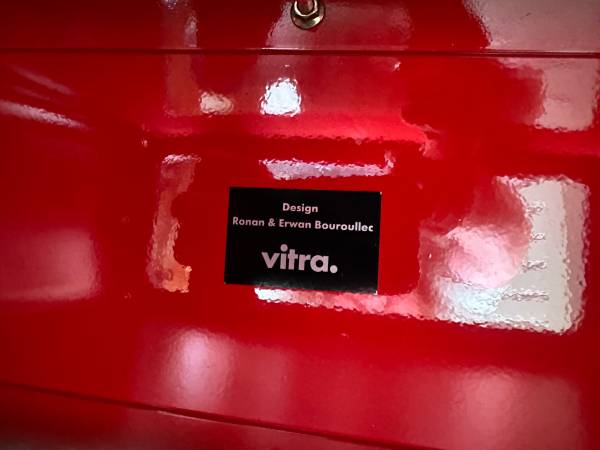 Design
Ronan & Erwan Bouroullec
vitra.